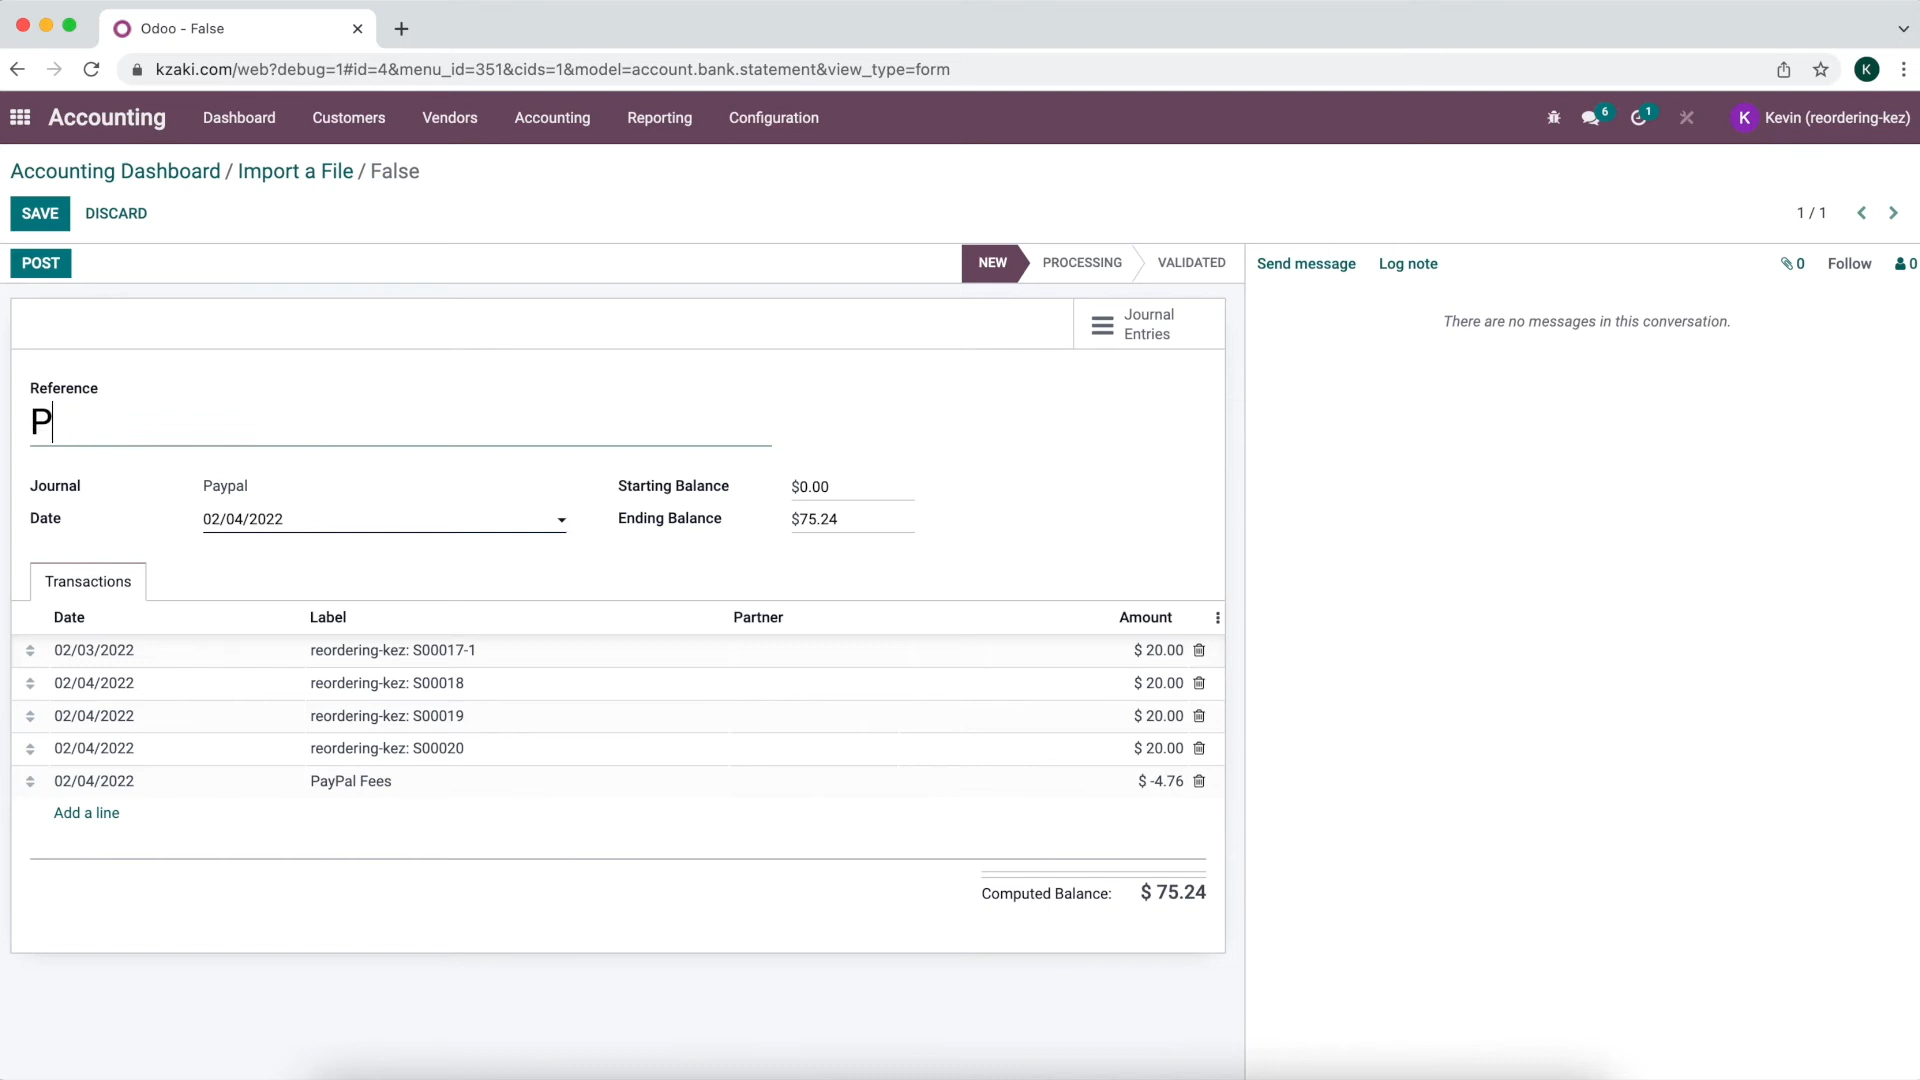 Odoo - False
kzaki.com/web?debug=1#id=4&menu_id=351&cids=1&model=account.bank.statement&view_type=form
K
Accounting Dashboard Customers Vendors Accounting Reporting Configuration 6 1 K Kevin (reordering-kez)
Accounting Dashboard / Import a File / False
SAVE DISCARD 1 / 1
POST NEW PROCESSING VALIDATED Send message Log note 0 Follow 0
Journal
Entries
There are no messages in this conversation.
Reference
P
Journal Paypal Starting Balance $0.00
Date 02/04/2022 Ending Balance $75.24
Transactions
Date Label Partner Amount
02/03/2022 reordering-kez: S00017-1 $ 20.00
02/04/2022 reordering-kez: S00018 $ 20.00
02/04/2022 reordering-kez: S00019 $ 20.00
02/04/2022 reordering-kez: S00020 $ 20.00
02/04/2022 PayPal Fees $ -4.76
Add a line
Computed Balance: $ 75.24